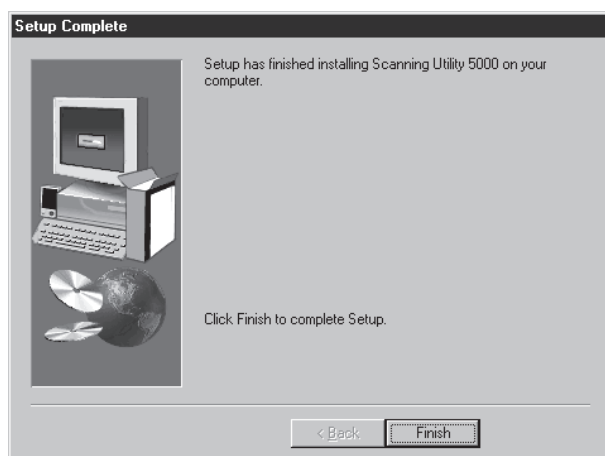 Setup Complete
Setup has finished installing Scanning Utility 5000 on your
computer.
Click Finish to complete Setup.
< Back
Finish